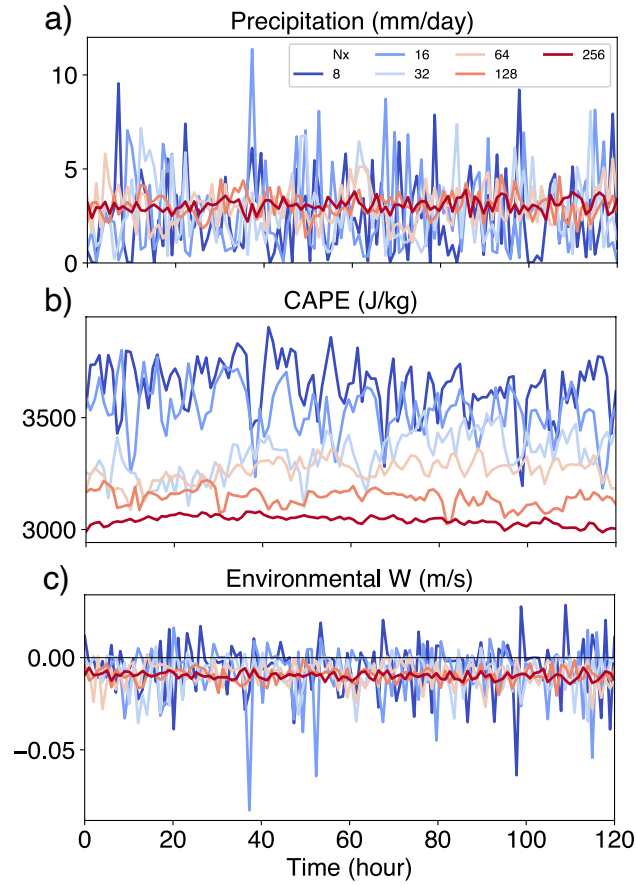 a) Precipitation (mm/day)
10
5
0
Nx 16 64 256
8 32 128
b) CAPE (J/kg)
3500
3000
c) Environmental W (m/s)
0.00
−0.05
0 20 40 60 80 100 120
Time (hour)